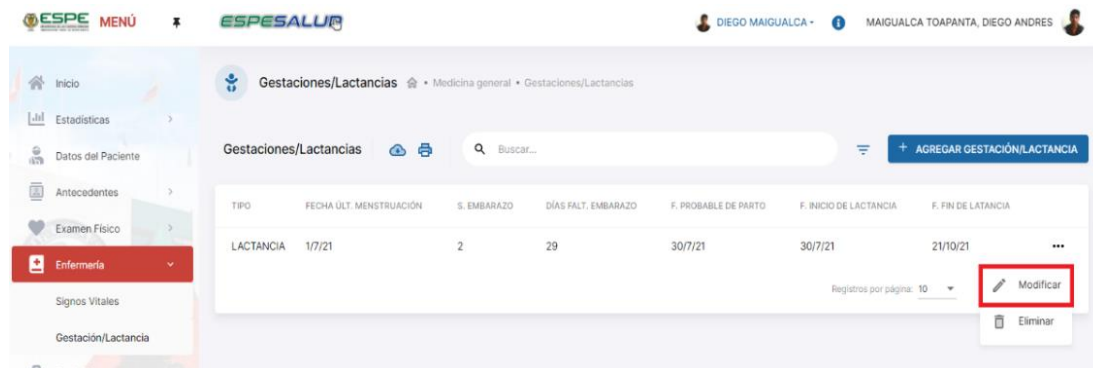 ESPE MENÚ
ESPESALUD
DIEGO MAIGUALCA
MAIGUALCA TOAPANTA, DIEGO ANDRES
Inicio
Estadísticas
Datos del Paciente
Antecedentes
Examen Físico
Enfermería
Signos Vitales
Gestación/Lactancia
Gestaciones/Lactancias • Medicina general • Gestaciones/Lactancias
Gestaciones/Lactancias
Buscar...
+ AGREGAR GESTACIÓN/LACTANCIA
TIPO FECHA ÚLT. MENSTRUACIÓN S. EMBARAZO DÍAS FALT. EMBARAZO F. PROBABLE DE PARTO F. INICIO DE LACTANCIA F. FIN DE LATANCIA
LACTANCIA 1/7/21 2 29 30/7/21 30/7/21 21/10/21
Registros por página: 10
Modificar
Eliminar